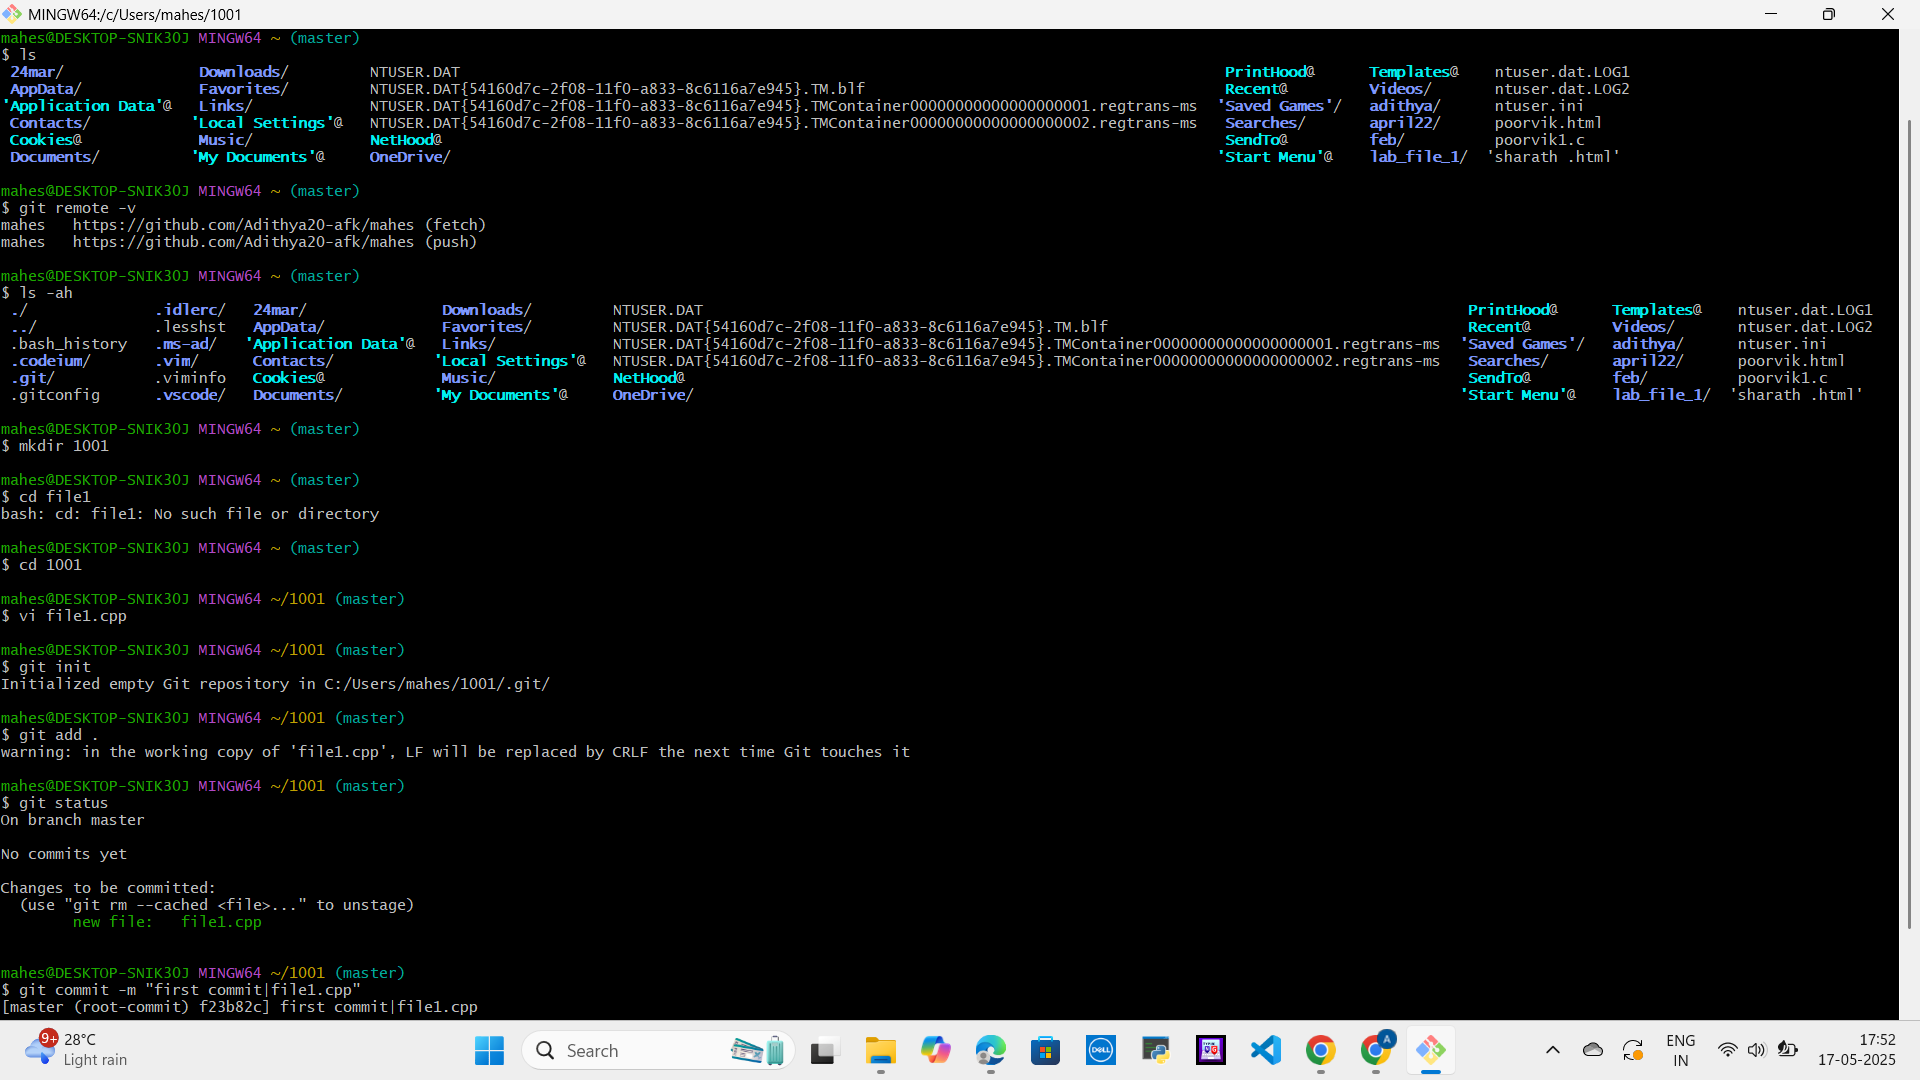 MINGW64:/c/Users/mahes/1001
mahes@DESKTOP-SNIK3OJ MINGW64 ~ (master)
$ ls
24mar/ Downloads/ NTUSER.DAT PrintHood@ Templates@ ntuser.dat.LOG1
AppData/ Favorites/ NTUSER.DAT{54160d7c-2f08-11f0-a833-8c6116a7e945}.TM.blf Recent@ Videos/ ntuser.dat.LOG2
'Application Data'@ Links/ NTUSER.DAT{54160d7c-2f08-11f0-a833-8c6116a7e945}.TMContainer00000000000000000001.regtrans-ms 'Saved Games'/ adithya/ ntuser.ini
Contacts/ 'Local Settings'@ NTUSER.DAT{54160d7c-2f08-11f0-a833-8c6116a7e945}.TMContainer00000000000000000002.regtrans-ms Searches/ april22/ poorvik.html
Cookies@ Music/ NetHood@ SendTo@ feb/ poorvik1.c
Documents/ 'My Documents'@ OneDrive/ 'Start Menu'@ lab_file_1/ 'sharath .html'
mahes@DESKTOP-SNIK3OJ MINGW64 ~ (master)
$ git remote -v
mahes https://github.com/Adithya20-afk/mahes (fetch)
mahes https://github.com/Adithya20-afk/mahes (push)
mahes@DESKTOP-SNIK3OJ MINGW64 ~ (master)
$ ls -ah
./ .idlerc/ 24mar/ Downloads/ NTUSER.DAT PrintHood@ Templates@ ntuser.dat.LOG1
../ .lesshst AppData/ Favorites/ NTUSER.DAT{54160d7c-2f08-11f0-a833-8c6116a7e945}.TM.blf Recent@ Videos/ ntuser.dat.LOG2
.bash_history .ms-ad/ 'Application Data'@ Links/ NTUSER.DAT{54160d7c-2f08-11f0-a833-8c6116a7e945}.TMContainer00000000000000000001.regtrans-ms 'Saved Games'/ adithya/ ntuser.ini
.codeium/ .vim/ Contacts/ 'Local Settings'@ NTUSER.DAT{54160d7c-2f08-11f0-a833-8c6116a7e945}.TMContainer00000000000000000002.regtrans-ms Searches/ april22/ poorvik.html
.git/ .viminfo Cookies@ Music/ NetHood@ SendTo@ feb/ poorvik1.c
.gitconfig .vscode/ Documents/ 'My Documents'@ OneDrive/ 'Start Menu'@ lab_file_1/ 'sharath .html'
mahes@DESKTOP-SNIK3OJ MINGW64 ~ (master)
$ mkdir 1001
mahes@DESKTOP-SNIK3OJ MINGW64 ~ (master)
$ cd file1
bash: cd: file1: No such file or directory
mahes@DESKTOP-SNIK3OJ MINGW64 ~ (master)
$ cd 1001
mahes@DESKTOP-SNIK3OJ MINGW64 ~/1001 (master)
$ vi file1.cpp
mahes@DESKTOP-SNIK3OJ MINGW64 ~/1001 (master)
$ git init
Initialized empty Git repository in C:/Users/mahes/1001/.git/
mahes@DESKTOP-SNIK3OJ MINGW64 ~/1001 (master)
$ git add .
warning: in the working copy of 'file1.cpp', LF will be replaced by CRLF the next time Git touches it
mahes@DESKTOP-SNIK3OJ MINGW64 ~/1001 (master)
$ git status
On branch master
No commits yet
Changes to be committed:
(use "git rm --cached <file>..." to unstage)
new file: file1.cpp
mahes@DESKTOP-SNIK3OJ MINGW64 ~/1001 (master)
$ git commit -m "first commit|file1.cpp"
[master (root-commit) f23b82c] first commit|file1.cpp
9+ 28°C
Light rain
Search
DELL
A
ENG
IN
17:52
17-05-2025